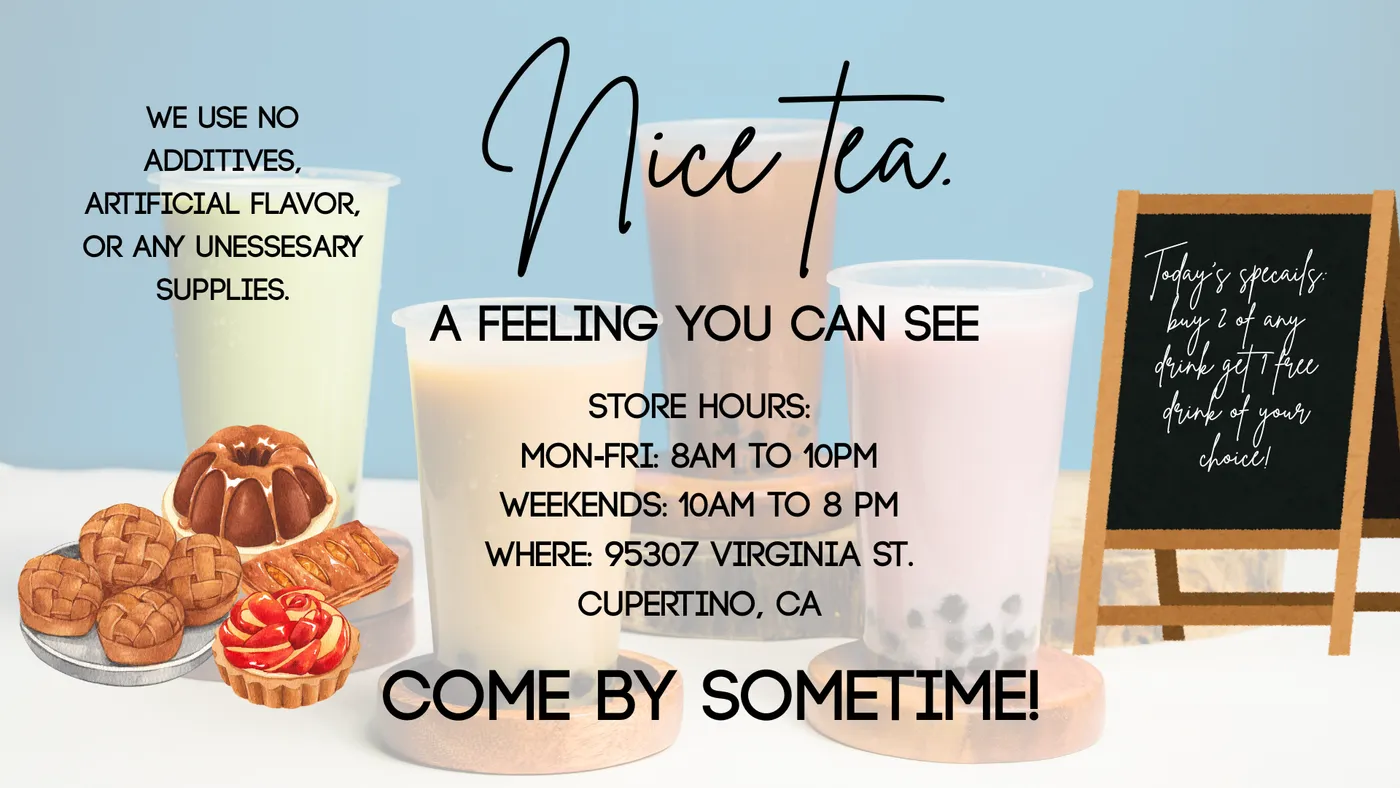 Nice tea.
A FEELING YOU CAN SEE
WE USE NO
ADDITIVES,
ARTIFICIAL FLAVOR,
OR ANY UNESSESARY
SUPPLIES.
STORE HOURS:
MON-FRI: 8AM TO 10PM
WEEKENDS: 10AM TO 8 PM
WHERE: 95307 VIRGINIA ST.
CUPERTINO, CA
COME BY SOMETIME!
Today's specails:
buy 2 of any
drink get 1 free
drink of your
choice!